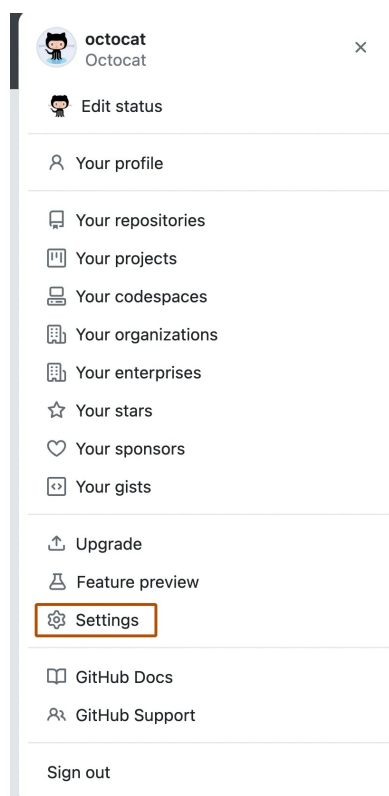 octocat
Octocat
Edit status
Your profile
Your repositories
Your projects
Your codespaces
Your organizations
Your enterprises
Your stars
Your sponsors
Your gists
Upgrade
Feature preview
Settings
GitHub Docs
GitHub Support
Sign out